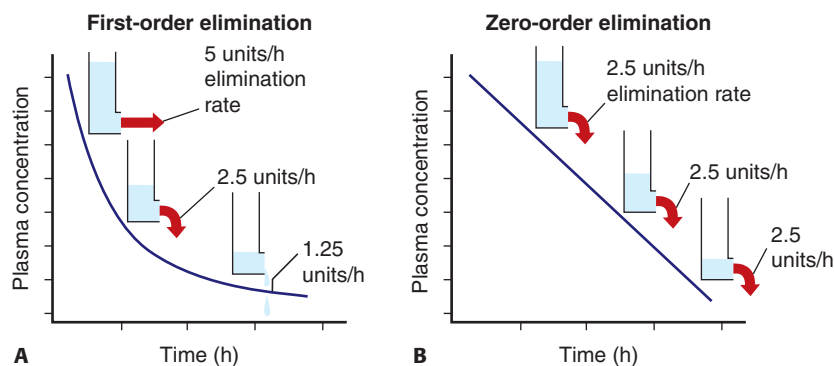 First-order elimination
5 units/h
elimination
rate
2.5 units/h
1.25
units/h
Plasma concentration
Time (h)
A
Zero-order elimination
2.5 units/h
elimination rate
2.5 units/h
2.5
units/h
Plasma concentration
Time (h)
B